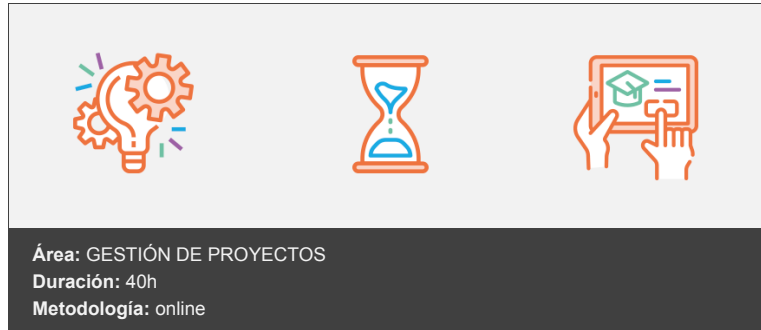 Área: GESTIÓN DE PROYECTOS
Duración: 40h
Metodología: online